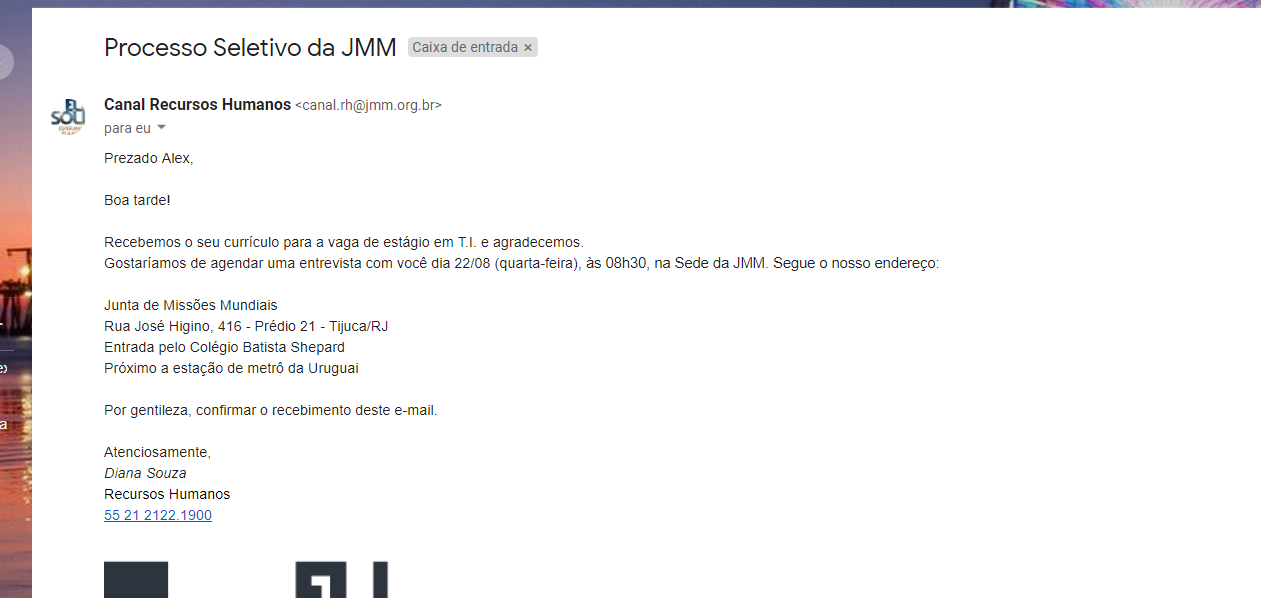 Processo Seletivo da JMM Caixa de entrada ×
Canal Recursos Humanos <canal.rh@jmm.org.br>
para eu
Prezado Alex,
Boa tarde!
Recebemos o seu currículo para a vaga de estágio em T.I. e agradecemos.
Gostaríamos de agendar uma entrevista com você dia 22/08 (quarta-feira), às 08h30, na Sede da JMM. Segue o nosso endereço:
Junta de Missões Mundiais
Rua José Higino, 416 - Prédio 21 - Tijuca/RJ
Entrada pelo Colégio Batista Shepard
Próximo a estação de metrô da Uruguai
Por gentileza, confirmar o recebimento deste e-mail.
Atenciosamente,
Diana Souza
Recursos Humanos
55 21 2122.1900